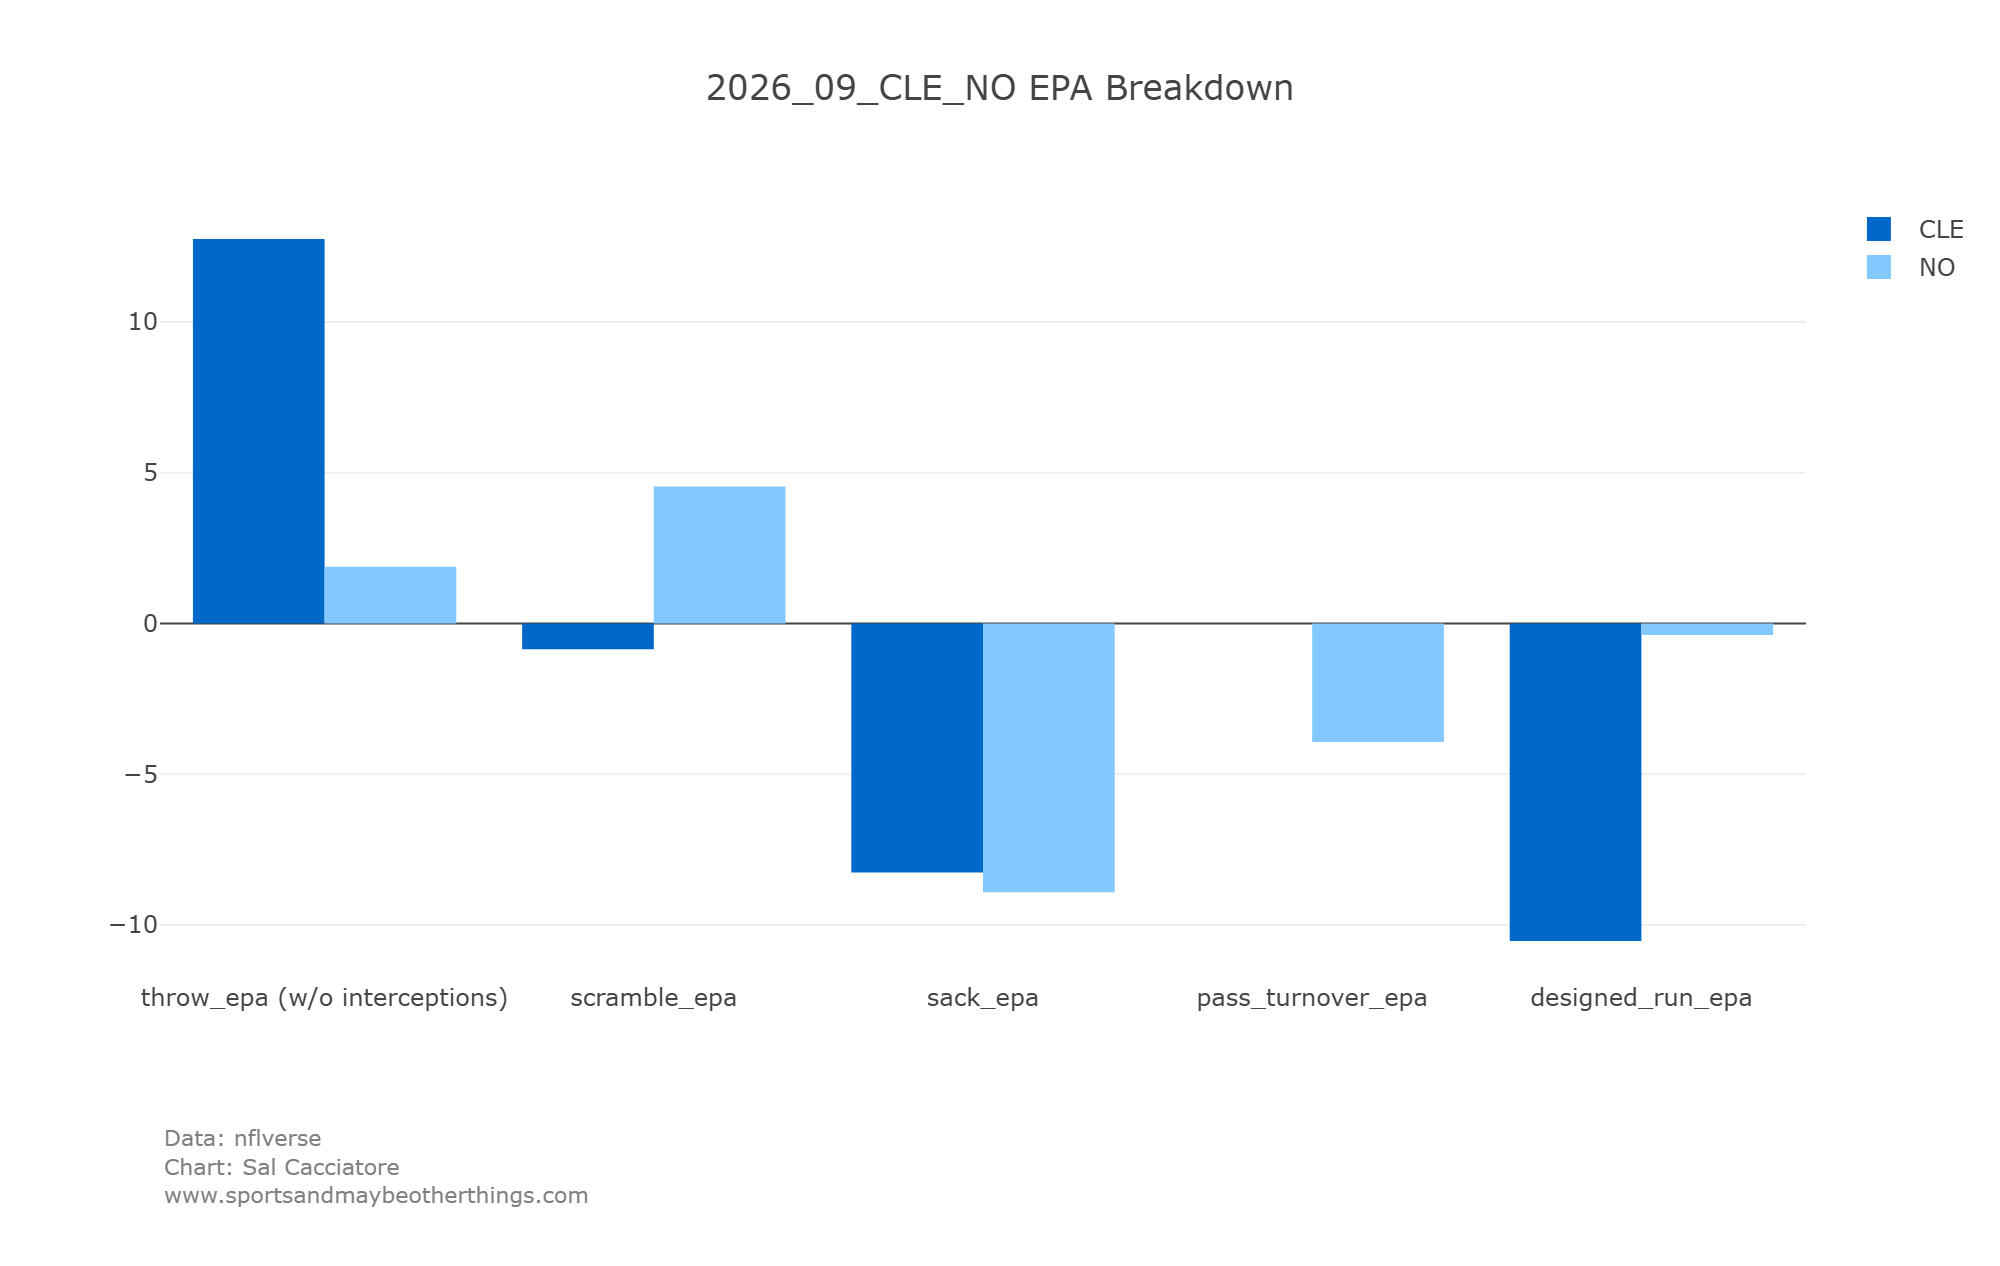 2026_09_CLE_NO EPA Breakdown
CLE
NO
10
5
0
−5
−10
throw_epa (w/o interceptions)
scramble_epa
sack_epa
pass_turnover_epa
designed_run_epa
Data: nflverse
Chart: Sal Cacciatore
www.sportsandmaybeotherthings.com